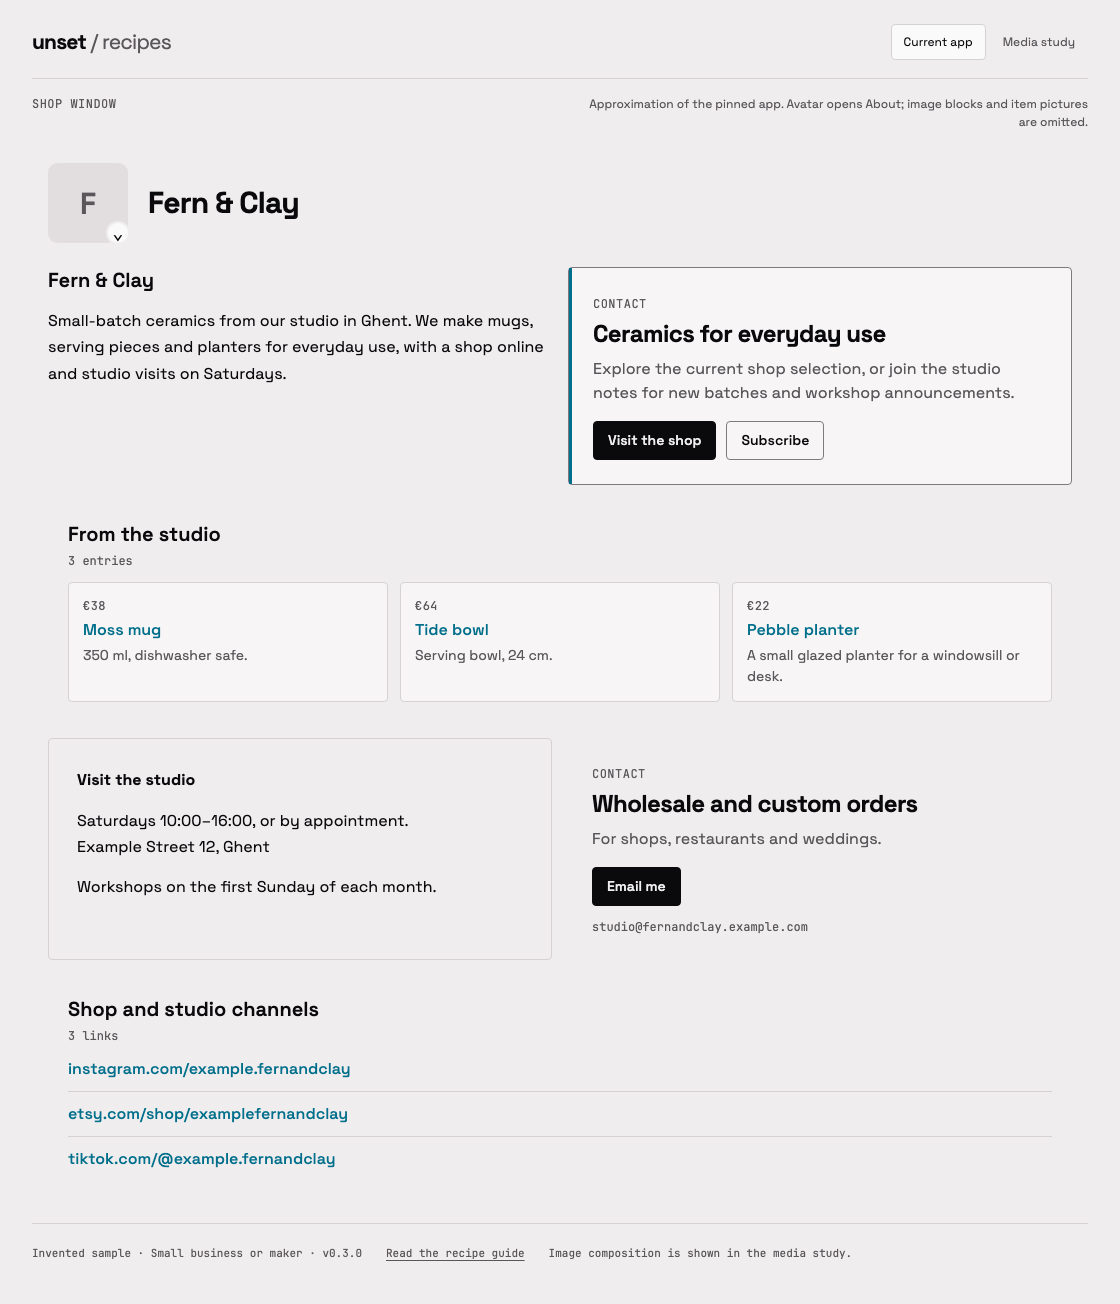 unset / recipes
Current app
Media study
SHOP WINDOW
Approximation of the pinned app. Avatar opens About; image blocks and item pictures
are omitted.
F
Fern & Clay
Fern & Clay
Small-batch ceramics from our studio in Ghent. We make mugs,
serving pieces and planters for everyday use, with a shop online
and studio visits on Saturdays.
CONTACT
Ceramics for everyday use
Explore the current shop selection, or join the studio
notes for new batches and workshop announcements.
Visit the shop
Subscribe
From the studio
3 entries
€38
Moss mug
350 ml, dishwasher safe.
€64
Tide bowl
Serving bowl, 24 cm.
€22
Pebble planter
A small glazed planter for a windowsill or
desk.
Visit the studio
Saturdays 10:00–16:00, or by appointment.
Example Street 12, Ghent
Workshops on the first Sunday of each month.
CONTACT
Wholesale and custom orders
For shops, restaurants and weddings.
Email me
studio@fernandclay.example.com
Shop and studio channels
3 links
instagram.com/example.fernandclay
etsy.com/shop/examplefernandclay
tiktok.com/@example.fernandclay
Invented sample · Small business or maker · v0.3.0
Read the recipe guide
Image composition is shown in the media study.